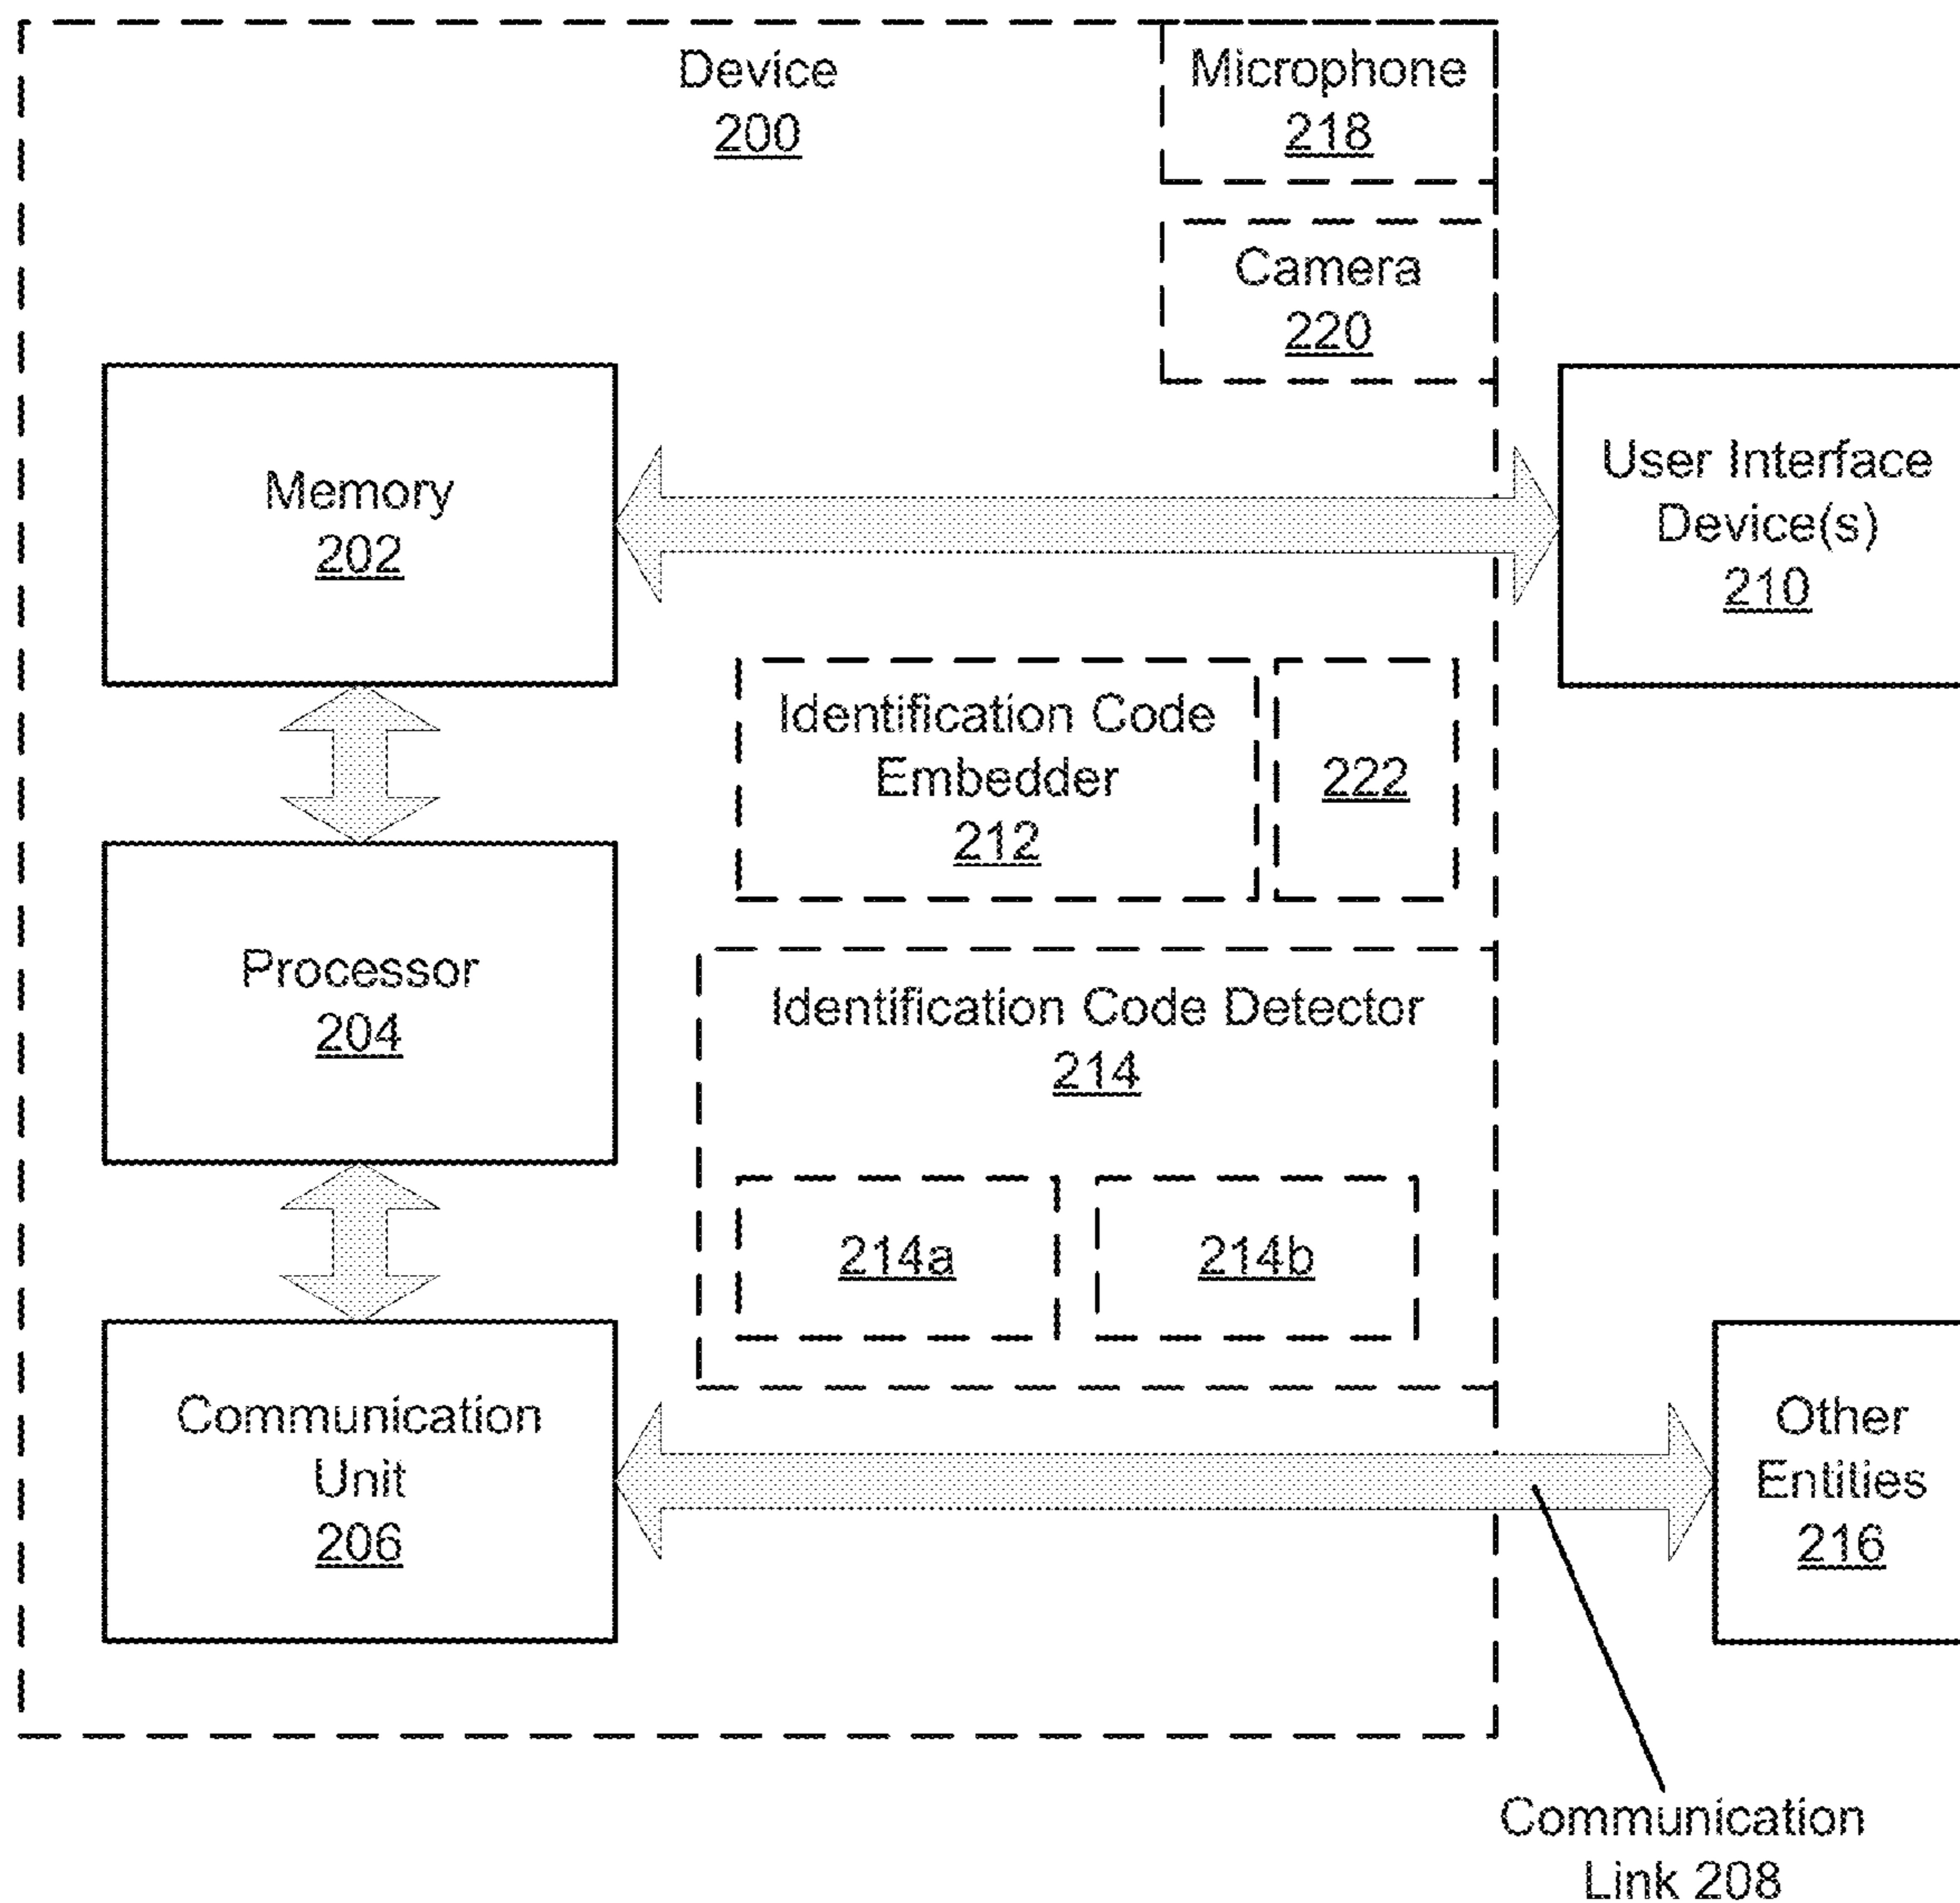 Device
200
Microphone
218
Camera
220
Memory
202
User Interface
Device(s)
210
Identification Code
Embedder
212
222
Processor
204
Identification Code Detector
214
214a
214b
Communication
Unit
206
Other
Entities
216
Communication
Link 208